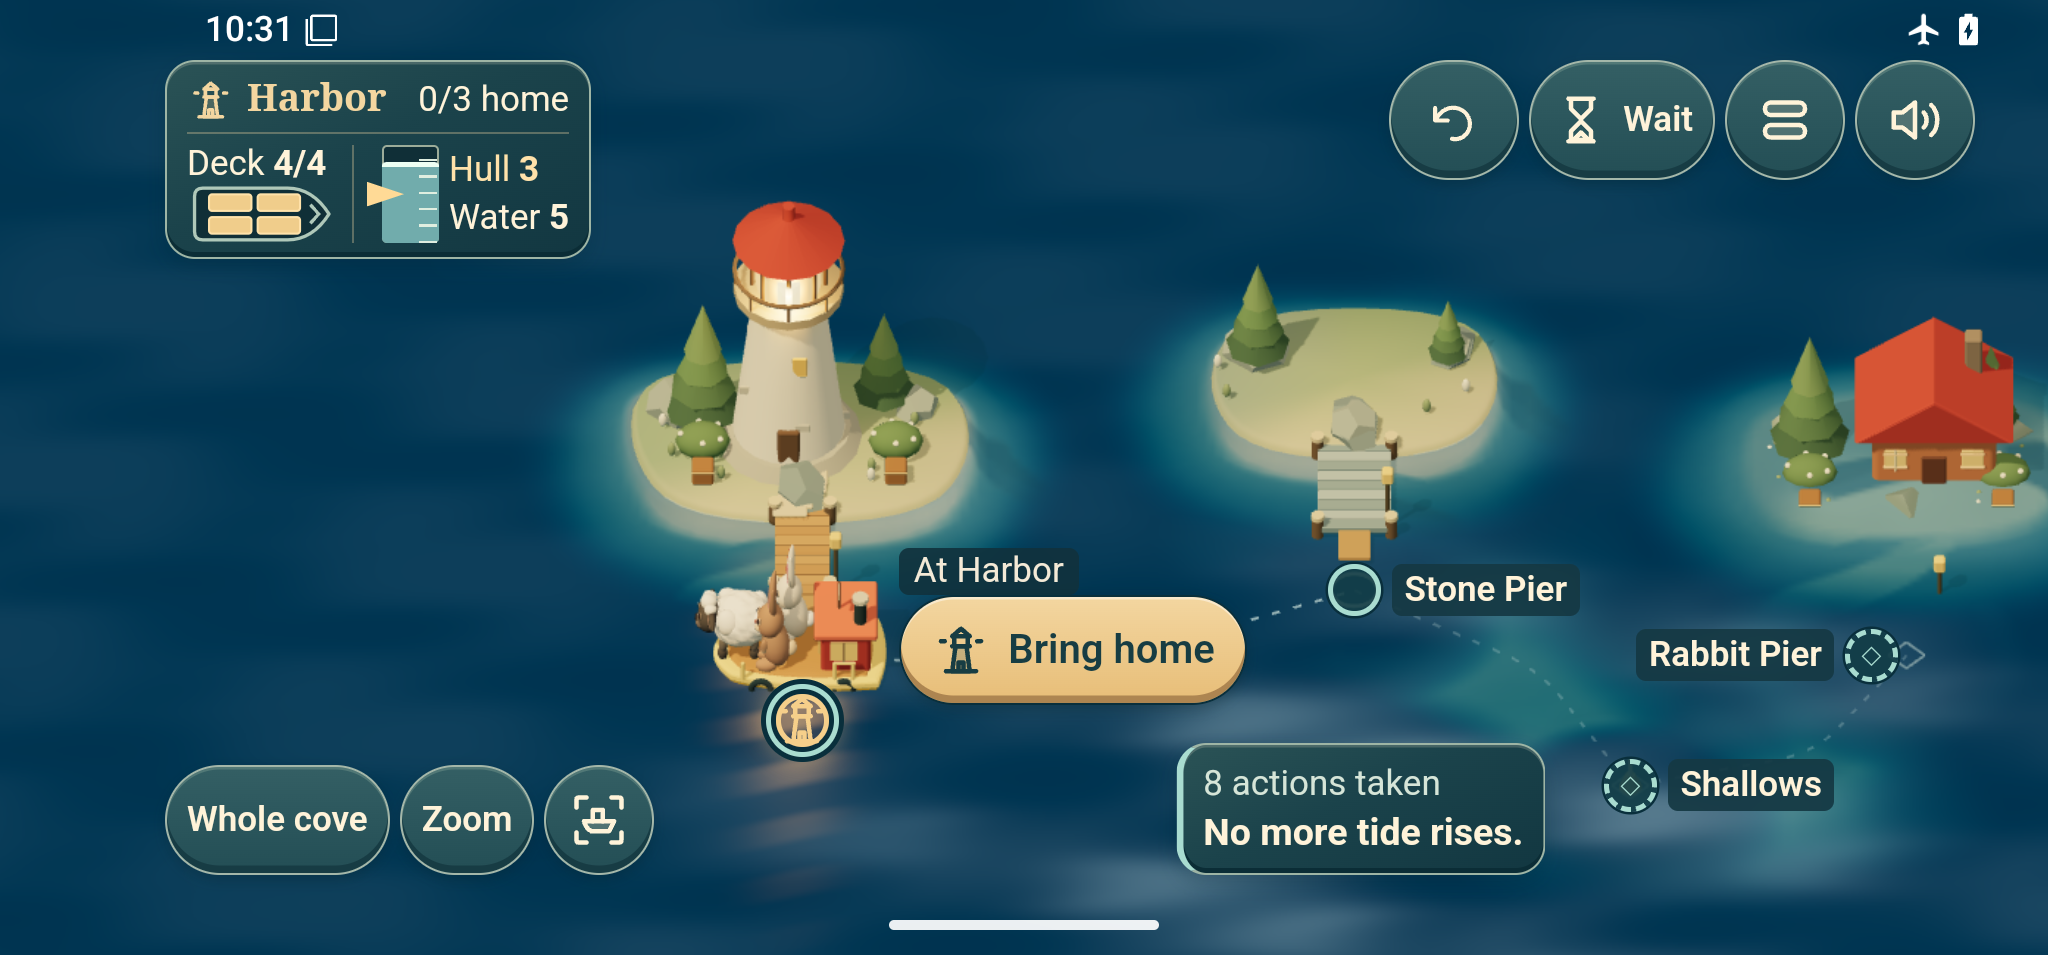 10:31
Harbor 0/3 home
Deck 4/4
Hull 3
Water 5
Wait
At Harbor
Bring home
Stone Pier
Rabbit Pier
Shallows
8 actions taken
No more tide rises.
Whole cove
Zoom